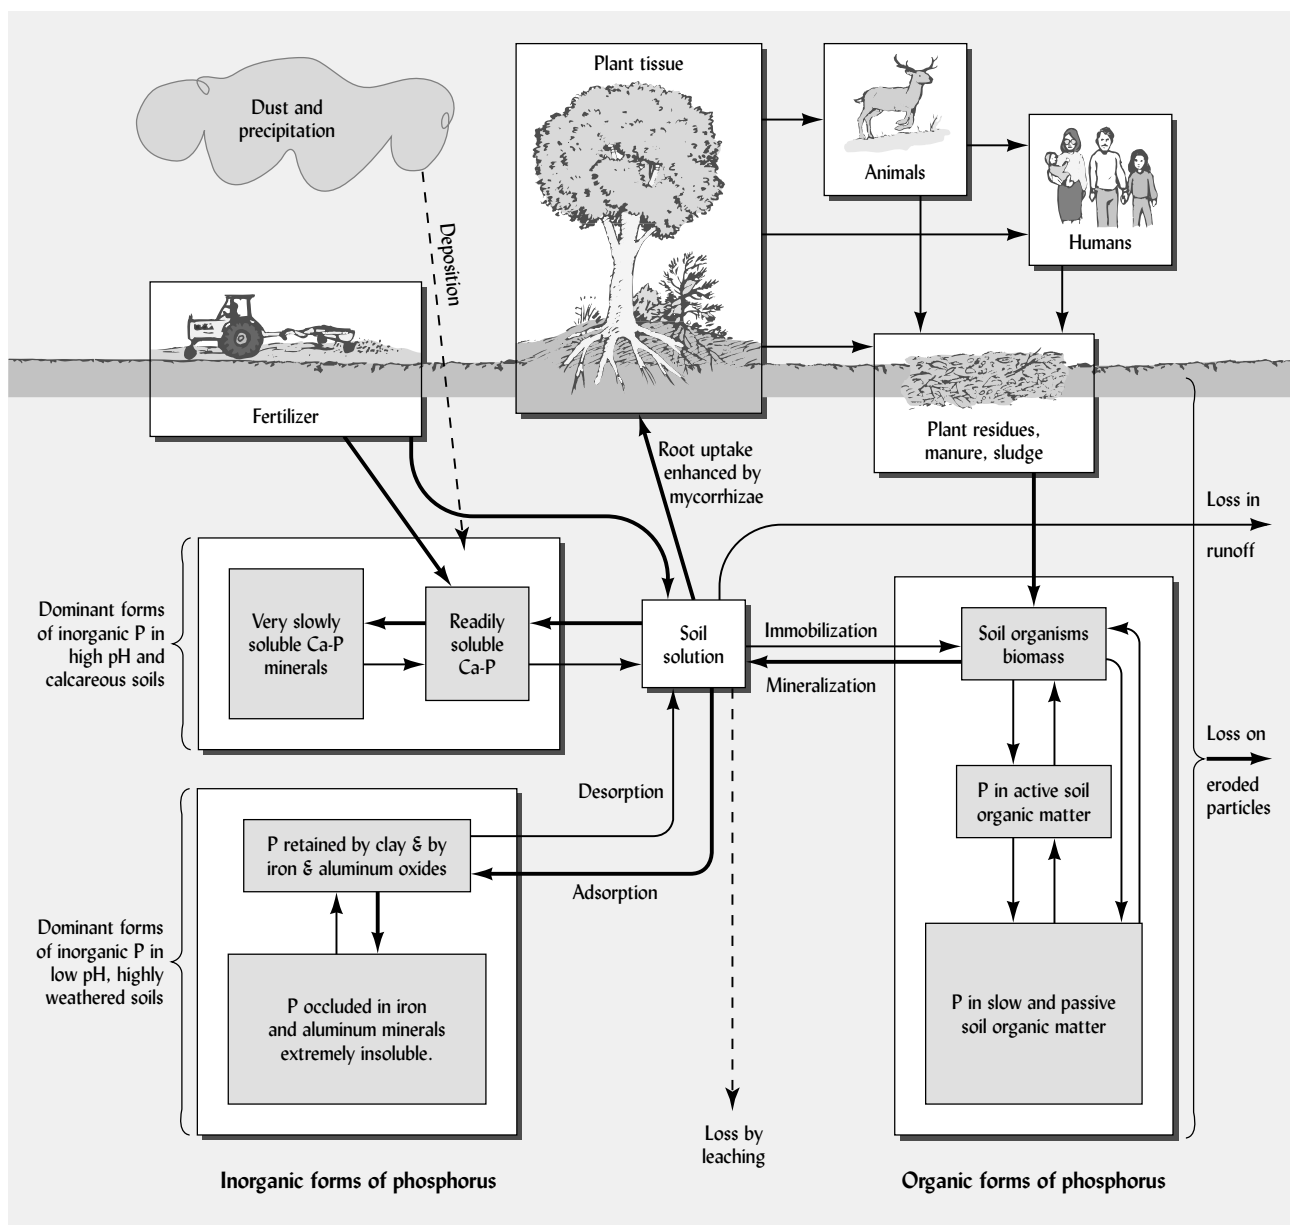 Dust and
precipitation
Deposition
Plant tissue
Animals
Humans
Fertilizer
Plant residues,
manure, sludge
Root uptake
enhanced by
mycorrhizae
Loss in
runoff
Dominant forms
of inorganic P in
high pH and
calcareous soils
Very slowly
soluble Ca-P
minerals
Readily
soluble
Ca-P
Soil
solution
Immobilization
Mineralization
Soil organisms
biomass
Loss on
eroded
particles
P in active soil
organic matter
Desorption
Adsorption
P retained by clay & by
iron & aluminum oxides
Dominant forms
of inorganic P in
low pH, highly
weathered soils
P occluded in iron
and aluminum minerals
extremely insoluble.
P in slow and passive
soil organic matter
Loss by
leaching
Inorganic forms of phosphorus
Organic forms of phosphorus